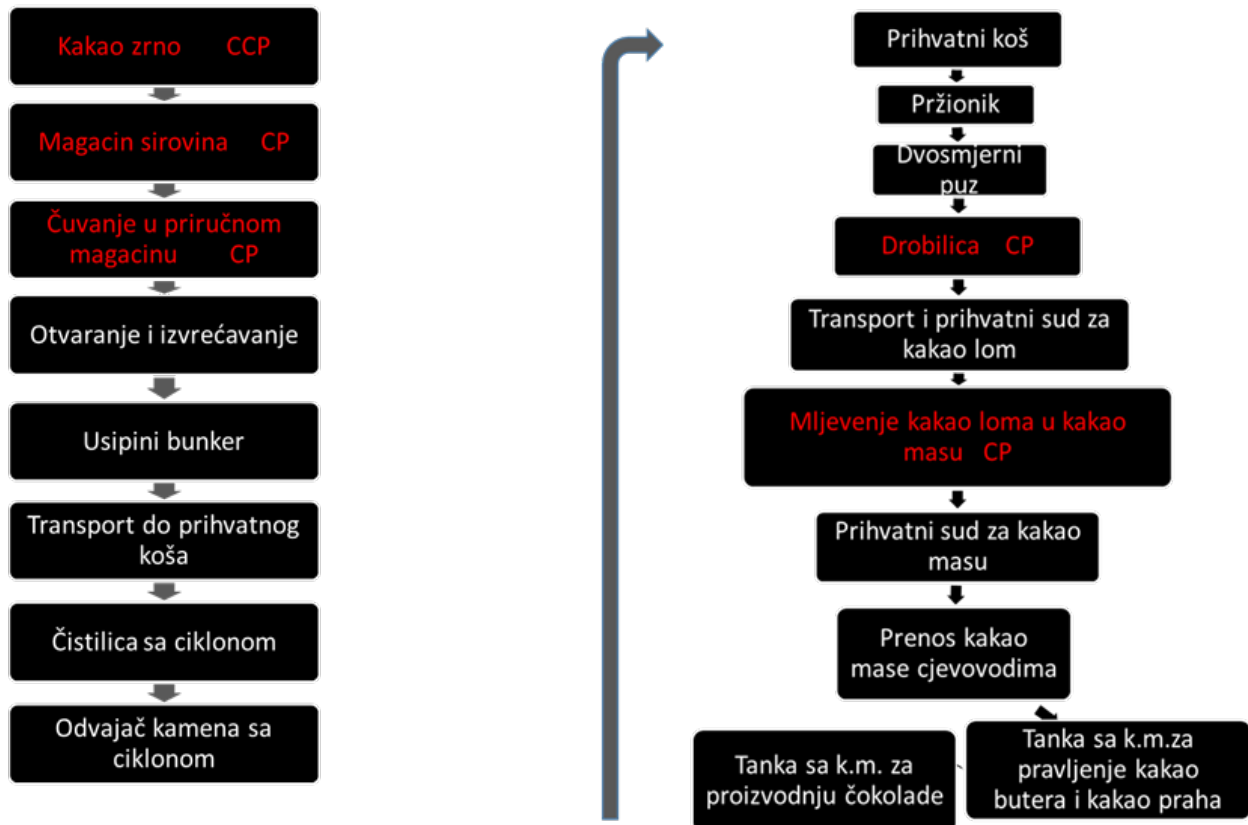 Kakao zrno CCP
Magacin sirovina CP
Čuvanje u priručnom
magacinu CP
Otvaranje i izvrećavanje
Usipini bunker
Transport do prihvatnog
koša
Čistilica sa ciklonom
Odvajač kamena sa
ciklonom
Prihvatni koš
Pržionik
Dvosmjerni
puz
Drobilica CP
Transport i prihvatni sud za
kakao lom
Mljevenje kakao loma u kakao
masu CP
Prihvatni sud za kakao
masu
Prenos kakao
mase cjevovodima
Tanka sa k.m. za
proizvodnju čokolade
Tanka sa k.m.za
pravljenje kakao
butera i kakao praha